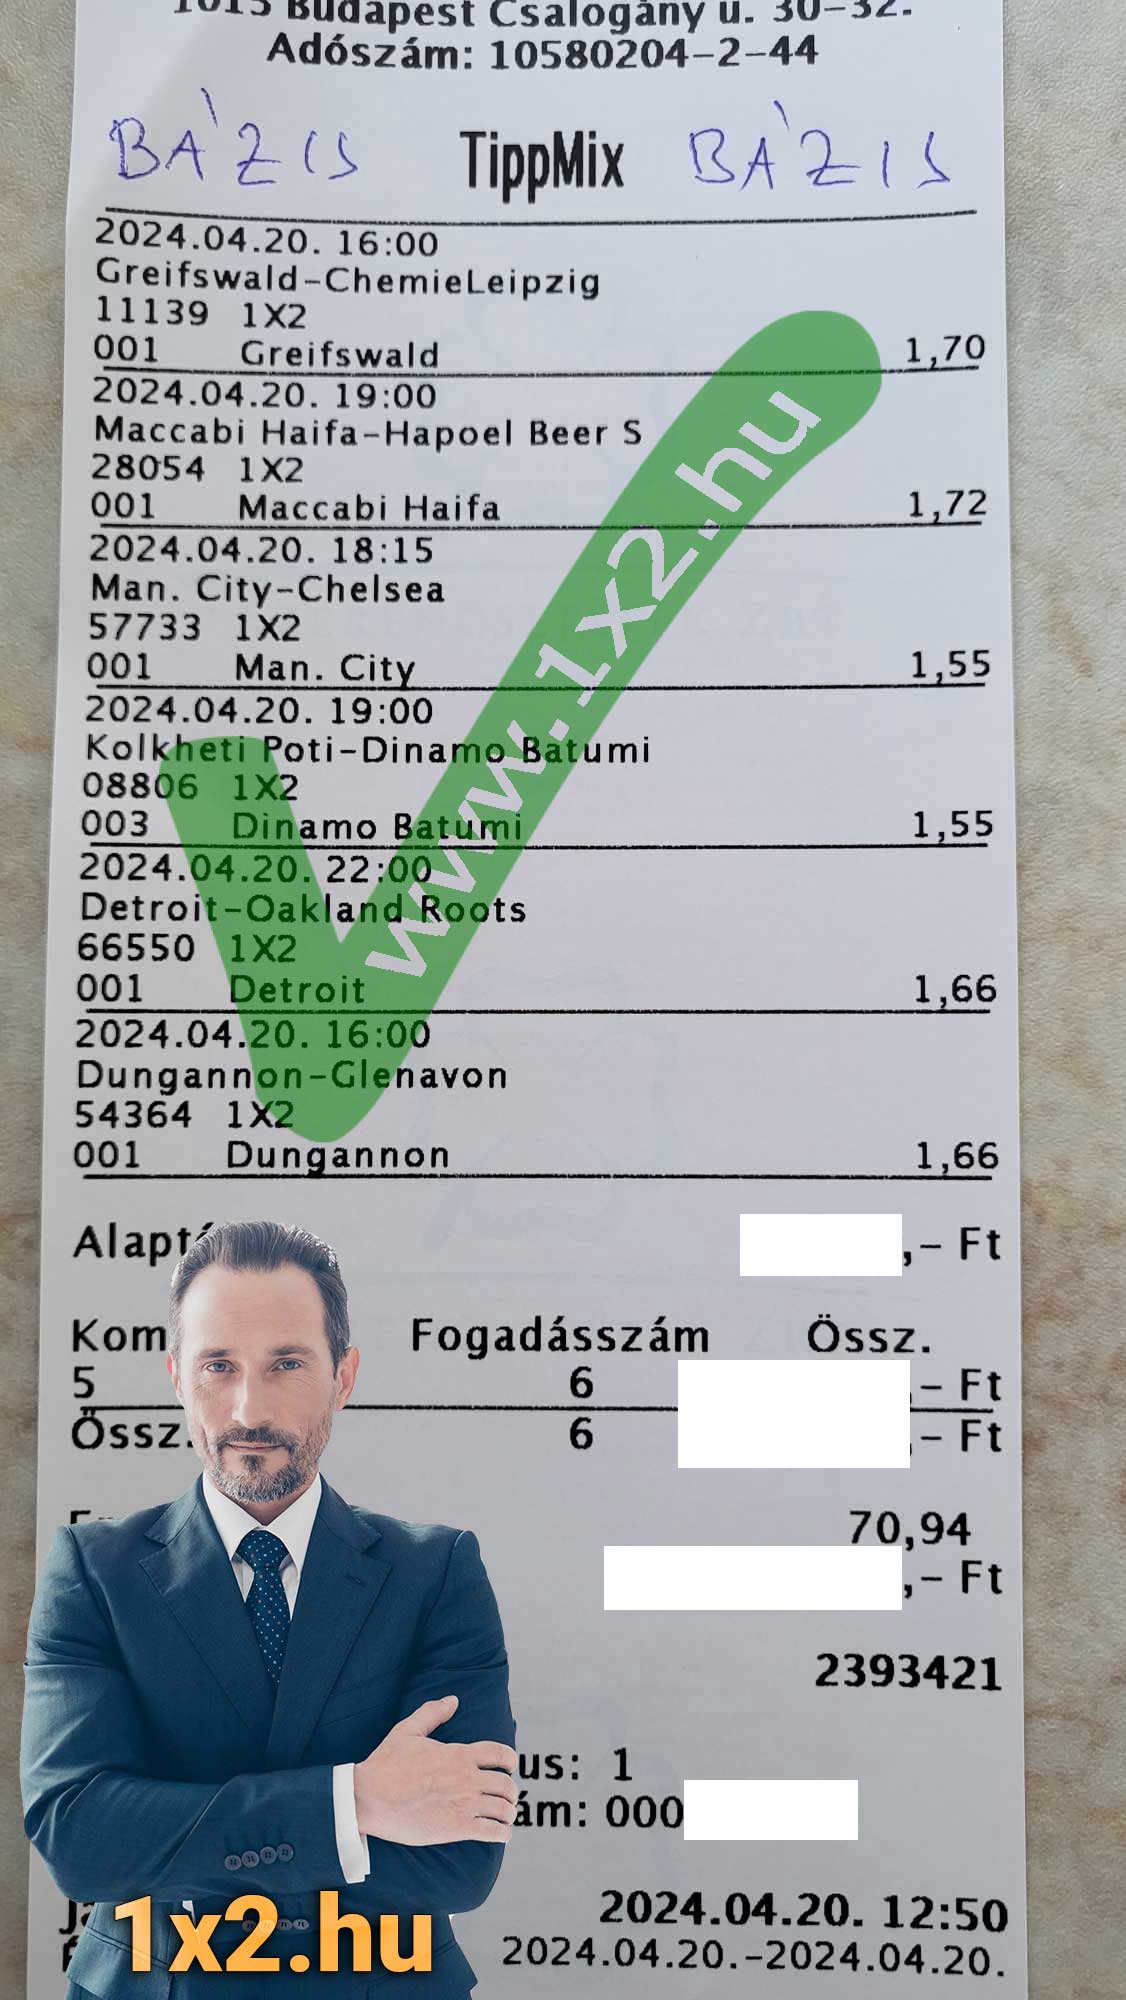 1015 Budapest Csalogány u. 30-32.
Adószám: 10580204-2-44
BÁZIS TippMix BÁZIS
2024.04.20. 16:00
Greifswald-ChemieLeipzig
11139 1X2
001 Greifswald 1,70
2024.04.20. 19:00
Maccabi Haifa-Hapoel Beer S
28054 1X2
001 Maccabi Haifa 1,72
2024.04.20. 18:15
Man. City-Chelsea
57733 1X2
001 Man. City 1,55
2024.04.20. 19:00
Kolkheti Poti-Dinamo Batumi
08806 1X2
003 Dinamo Batumi 1,55
2024.04.20. 22:00
Detroit-Oakland Roots
66550 1X2
001 Detroit 1,66
2024.04.20. 16:00
Dungannon-Glenavon
54364 1X2
001 Dungannon 1,66
www.1x2.hu
,- Ft
Kom Fogadásszám Össz.
5 6 ,- Ft
Össz. 6 ,- Ft
70,94
,- Ft
2393421
us: 1
ám: 000
2024.04.20. 12:50
2024.04.20.-2024.04.20.
1x2.hu